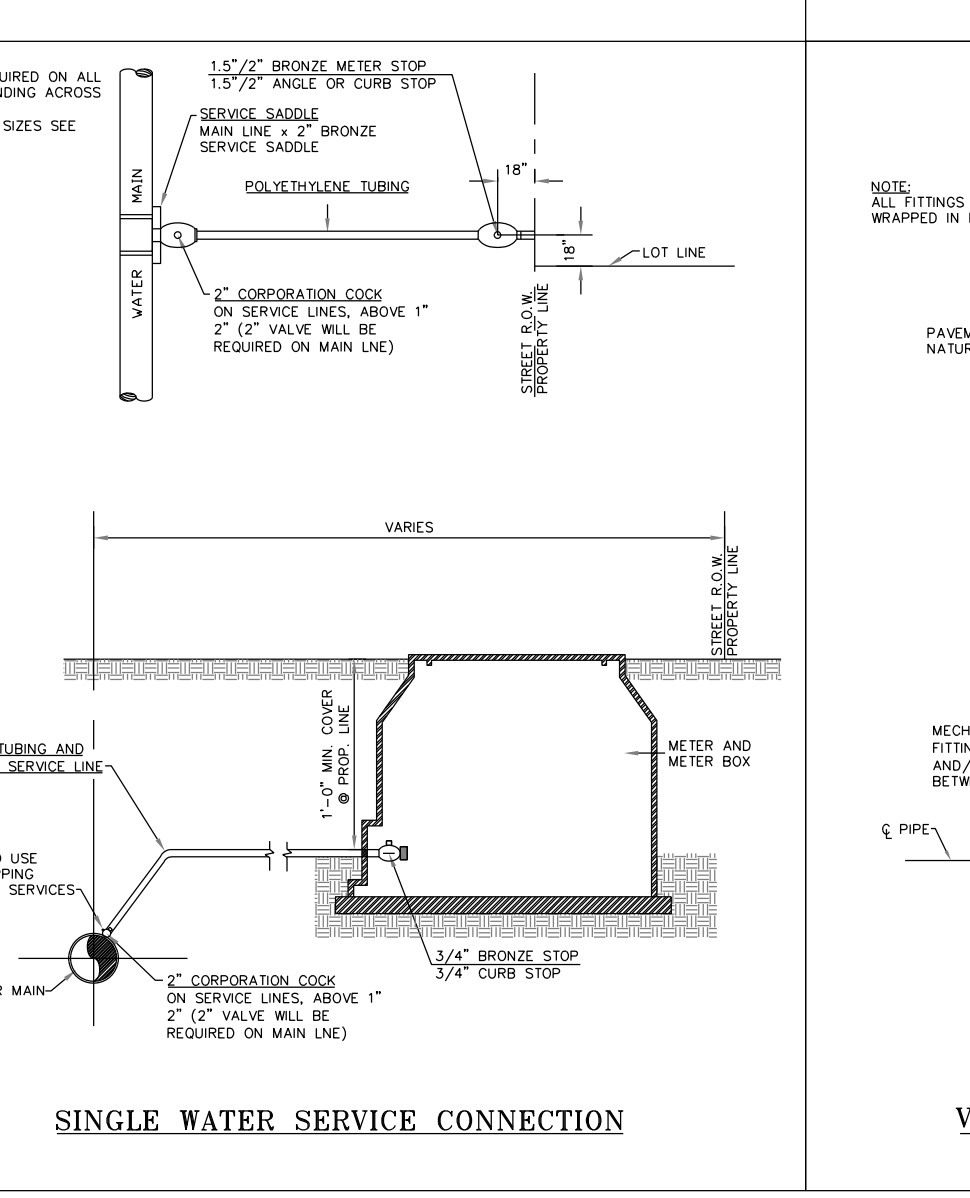 UIRED ON ALL
NDING ACROSS
SIZES SEE
1.5"/2" BRONZE METER STOP
1.5"/2" ANGLE OR CURB STOP
SERVICE SADDLE
MAIN LINE x 2" BRONZE
SERVICE SADDLE
POLYETHYLENE TUBING
18"
18"
LOT LINE
WATER MAIN
2" CORPORATION COCK
ON SERVICE LINES, ABOVE 1"
2" (2" VALVE WILL BE
REQUIRED ON MAIN LNE)
STREET R.O.W.
PROPERTY LINE
VARIES
STREET R.O.W.
PROPERTY LINE
1'-0" MIN. COVER
@ PROP. LINE
METER AND
METER BOX
TUBING AND
SERVICE LINE
O USE
PPING
SERVICES
R MAIN
2" CORPORATION COCK
ON SERVICE LINES, ABOVE 1"
2" (2" VALVE WILL BE
REQUIRED ON MAIN LNE)
3/4" BRONZE STOP
3/4" CURB STOP
SINGLE WATER SERVICE CONNECTION
NOTE:
ALL FITTINGS
WRAPPED IN
PAVEM
NATUR
MECH
FITTIN
AND/
BETW
℄ PIPE
V